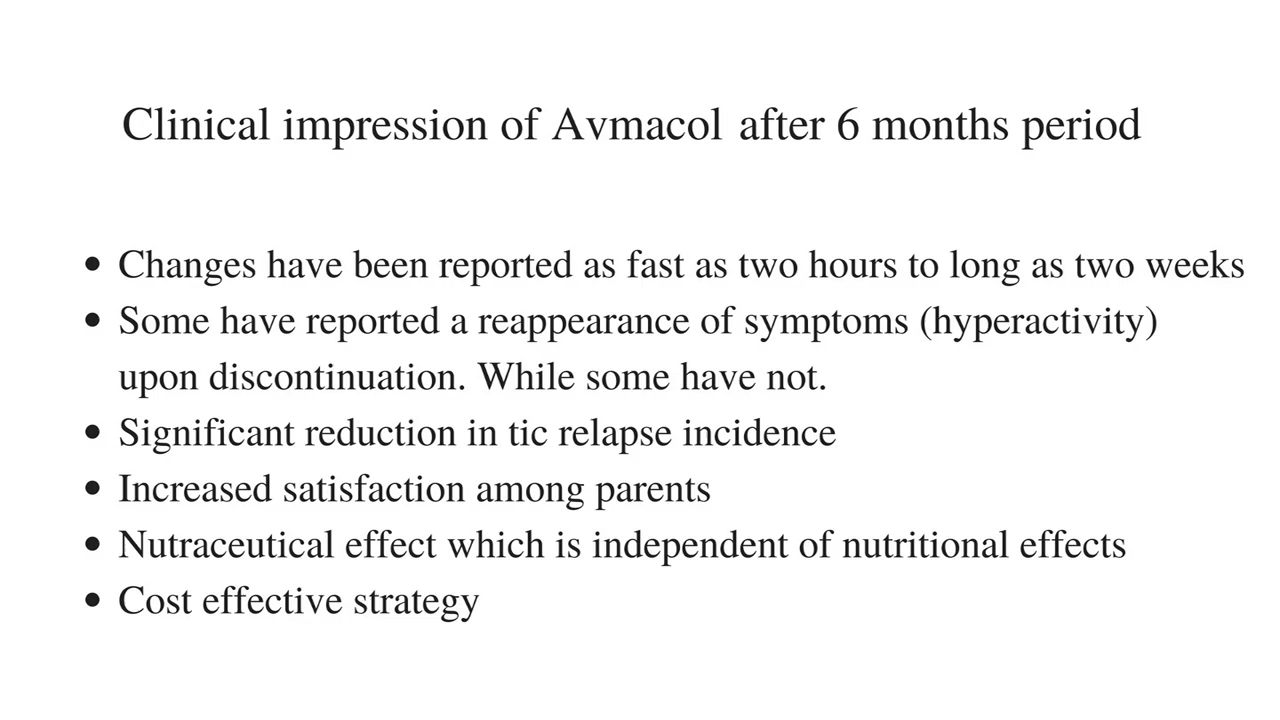 Clinical impression of Avmacol after 6 months period
• Changes have been reported as fast as two hours to long as two weeks
• Some have reported a reappearance of symptoms (hyperactivity)
upon discontinuation. While some have not.
• Significant reduction in tic relapse incidence
• Increased satisfaction among parents
• Nutraceutical effect which is independent of nutritional effects
• Cost effective strategy